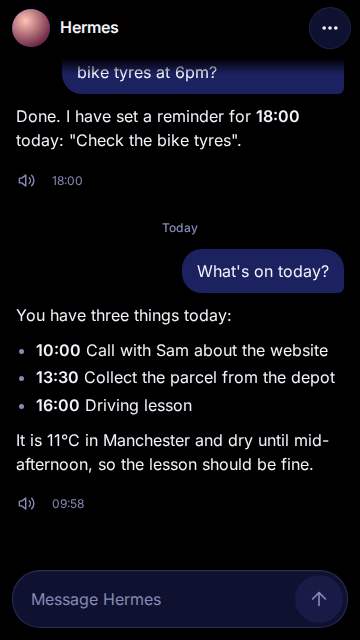 Hermes
bike tyres at 6pm?
Done. I have set a reminder for 18:00
today: "Check the bike tyres".
18:00
Today
What's on today?
You have three things today:
• 10:00 Call with Sam about the website
• 13:30 Collect the parcel from the depot
• 16:00 Driving lesson
It is 11°C in Manchester and dry until mid-
afternoon, so the lesson should be fine.
09:58
Message Hermes